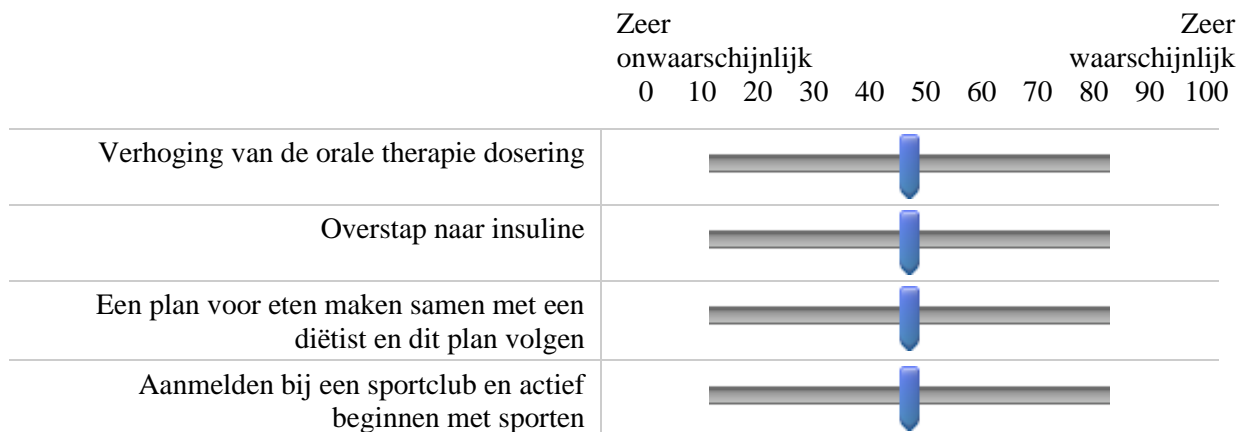 Zeer Zeer
onwaarschijnlijk waarschijnlijk
0 10 20 30 40 50 60 70 80 90 100
Verhoging van de orale therapie dosering
Overstap naar insuline
Een plan voor eten maken samen met een
diëtist en dit plan volgen
Aanmelden bij een sportclub en actief
beginnen met sporten